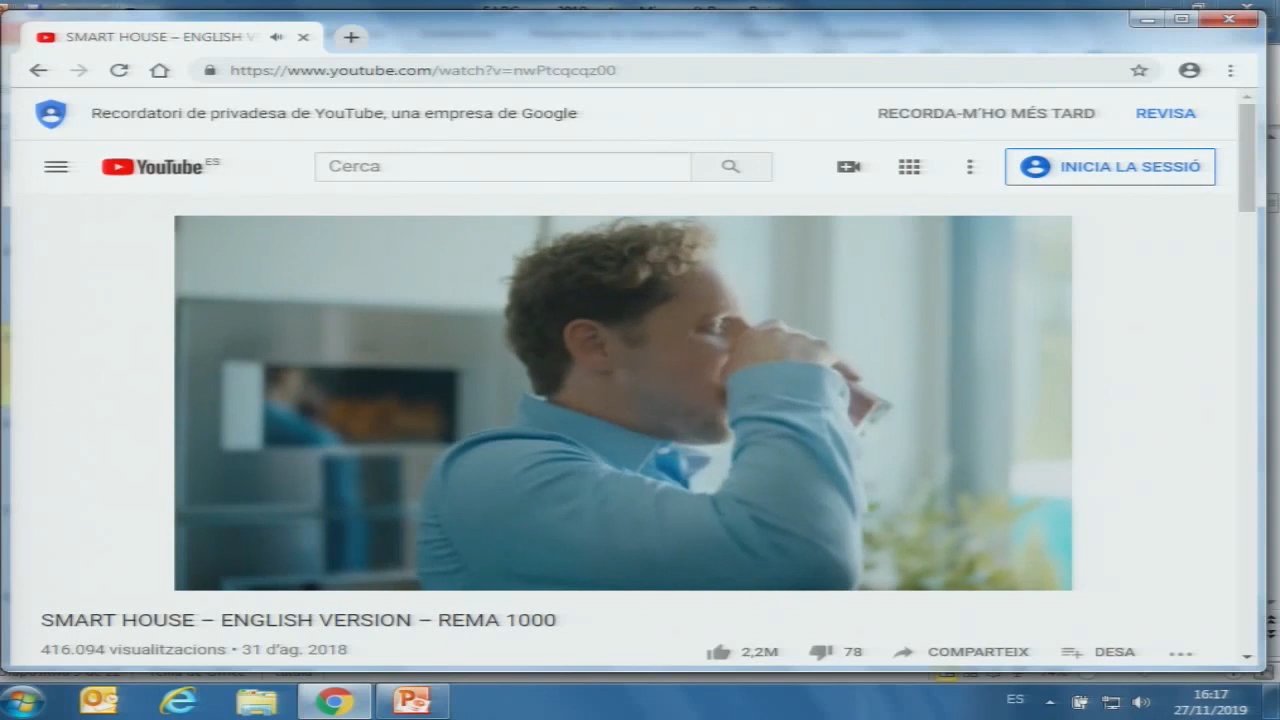 SMART HOUSE – ENGLISH V
https://www.youtube.com/watch?v=nwPtcqcqz00
Recordatori de privadesa de YouTube, una empresa de Google
RECORDA-M'HO MÉS TARD
REVISA
YouTube ES
Cerca
INICIA LA SESSIÓ
SMART HOUSE – ENGLISH VERSION – REMA 1000
416.094 visualitzacions • 31 d'ag. 2018
2,2M
78
COMPARTEIX
DESA
ES
16:17
27/11/2019